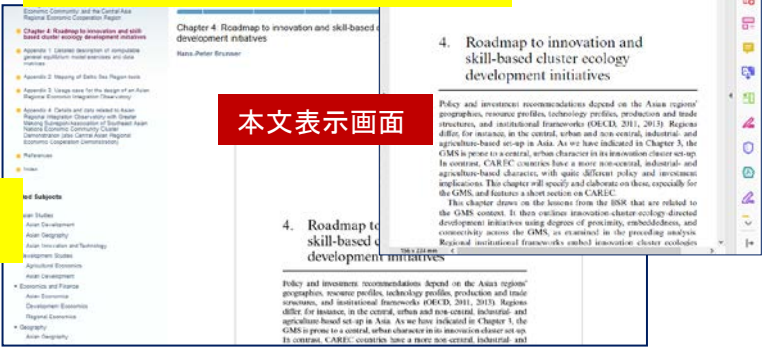 Economic Community and the Central Asia
Regional Economic Cooperation Region
Chapter 4: Roadmap to innovation and skill-
based cluster ecology development initiatives
Appendix 1: Detailed description of computable
general equilibrium model exercises and data
matrices
Appendix 2: Mapping of Baltic Sea Region tools
Appendix 3: Usage case for the design of an Asian
Regional Integration Observatory
Appendix 4: Details and data related to Asian
Regional Integration Observatory with Greater
Mekong Subregion/Association of Southeast Asian
Nations Economic Community Cluster
Demonstration (also Central Asian Regional
Economic Cooperation Demonstration)
References
Index
ed Subjects
sian Studies
Asian Development
Asian Geography
Asian Innovation and Technology
evelopment Studies
Agricultural Economics
Asian Development
Economics and Finance
Asian Economics
Development Economics
Regional Economics
Geography
Asian Geography
Chapter 4: Roadmap to innovation and skill-based c
development initiatives
Hans-Peter Brunner
本文表示画面
4. Roadmap to
skill-based c
development initiatives
Policy and investment recommendations depend on the Asian regions'
geographies, resource profiles, technology profiles, production and trade
structures, and institutional frameworks (OECD, 2011, 2013). Regions
differ, for instance, in the central, urban and non-central, industrial- and
agriculture-based set-up in Asia. As we have indicated in Chapter 3, the
GMS is prone to a central, urban character in its innovation cluster set-up.
In contrast, CAREC countries have a more non-central, industrial- and
4. Roadmap to innovation and
skill-based cluster ecology
development initiatives
Policy and investment recommendations depend on the Asian regions'
geographies, resource profiles, technology profiles, production and trade
structures, and institutional frameworks (OECD, 2011, 2013). Regions
differ, for instance, in the central, urban and non-central, industrial- and
agriculture-based set-up in Asia. As we have indicated in Chapter 3, the
GMS is prone to a central, urban character in its innovation cluster set-up.
In contrast, CAREC countries have a more non-central, industrial- and
agriculture-based character, with quite different policy and investment
implications. This chapter will specify and elaborate on these, especially for
the GMS, and features a short section on CAREC.
This chapter draws on the lessons from the BSR that are related to
the GMS context. It then outlines innovation-cluster-ecology-directed
development initiatives using degrees of proximity, embeddedness, and
connectivity across the GMS, as examined in the preceding analysis.
Regional institutional frameworks embed innovation cluster ecologies
156 x 234 mm